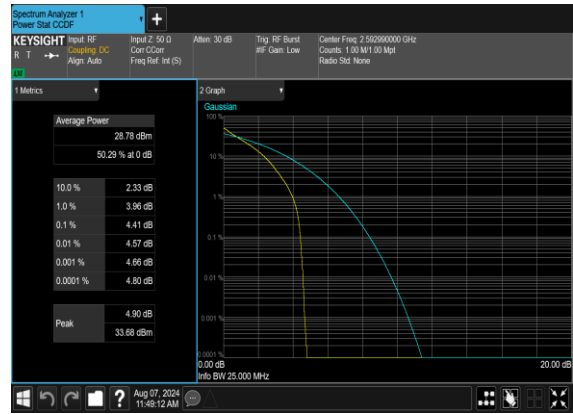 Spectrum Analyzer 1
Power Stat CCDF
KEYSIGHT
R T
LW
Input: RF
Coupling: DC
Align: Auto
Input Z: 50 Ω
Corr CCorr
Freq Ref: Int (S)
Atten: 30 dB
Trig: RF Burst
#IF Gain: Low
Center Freq: 2.592990000 GHz
Counts: 1.00 M/1.00 Mpt
Radio Std: None
1 Metrics
Average Power
28.78 dBm
50.29 % at 0 dB
10.0 % 2.33 dB
1.0 % 3.96 dB
0.1 % 4.41 dB
0.01 % 4.57 dB
0.001 % 4.66 dB
0.0001 % 4.80 dB
Peak 4.90 dB
33.68 dBm
2 Graph
Gaussian
100 %
10 %
1 %
0.1 %
0.01 %
0.001 %
0.0001 %
0.00 dB 20.00 dB
Info BW 25.000 MHz
Aug 07, 2024
11:49:12 AM